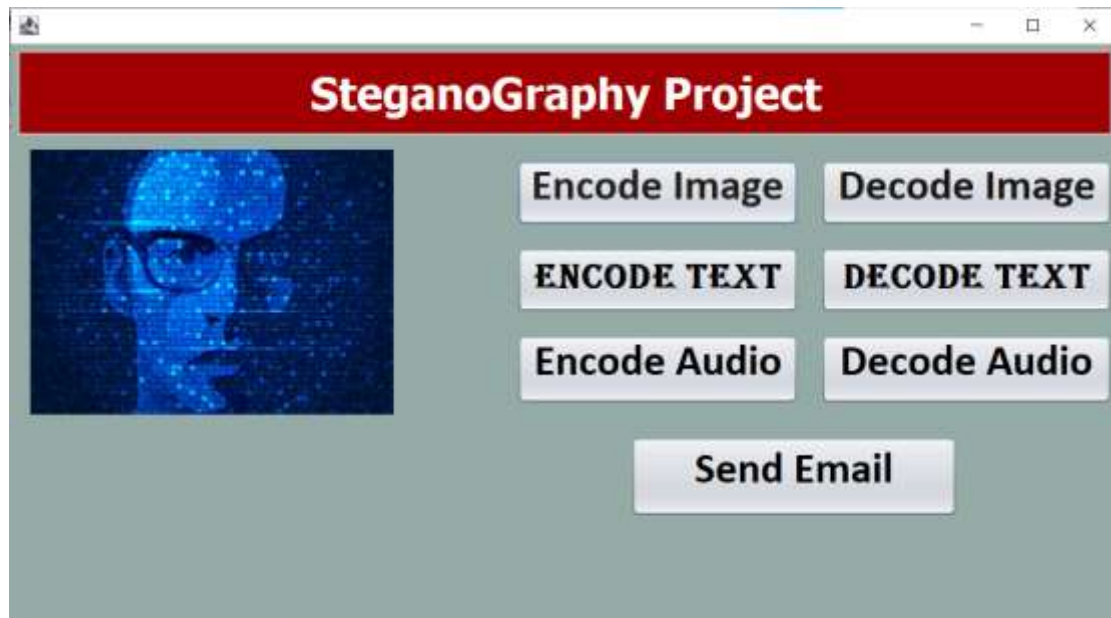 SteganoGraphy Project
Encode Image Decode Image
ENCODE TEXT DECODE TEXT
Encode Audio Decode Audio
Send Email